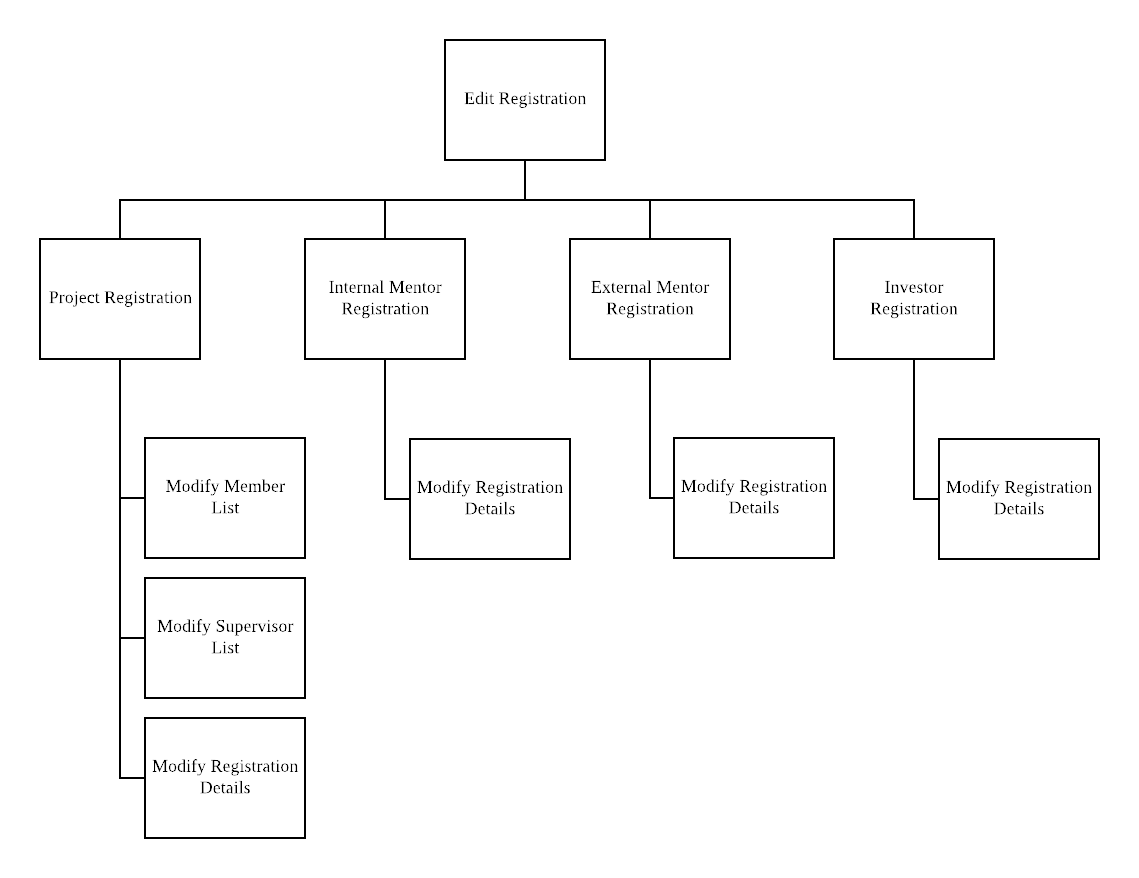 Edit Registration
Project Registration
Internal Mentor
Registration
External Mentor
Registration
Investor
Registration
Modify Member
List
Modify Registration
Details
Modify Registration
Details
Modify Registration
Details
Modify Supervisor
List
Modify Registration
Details